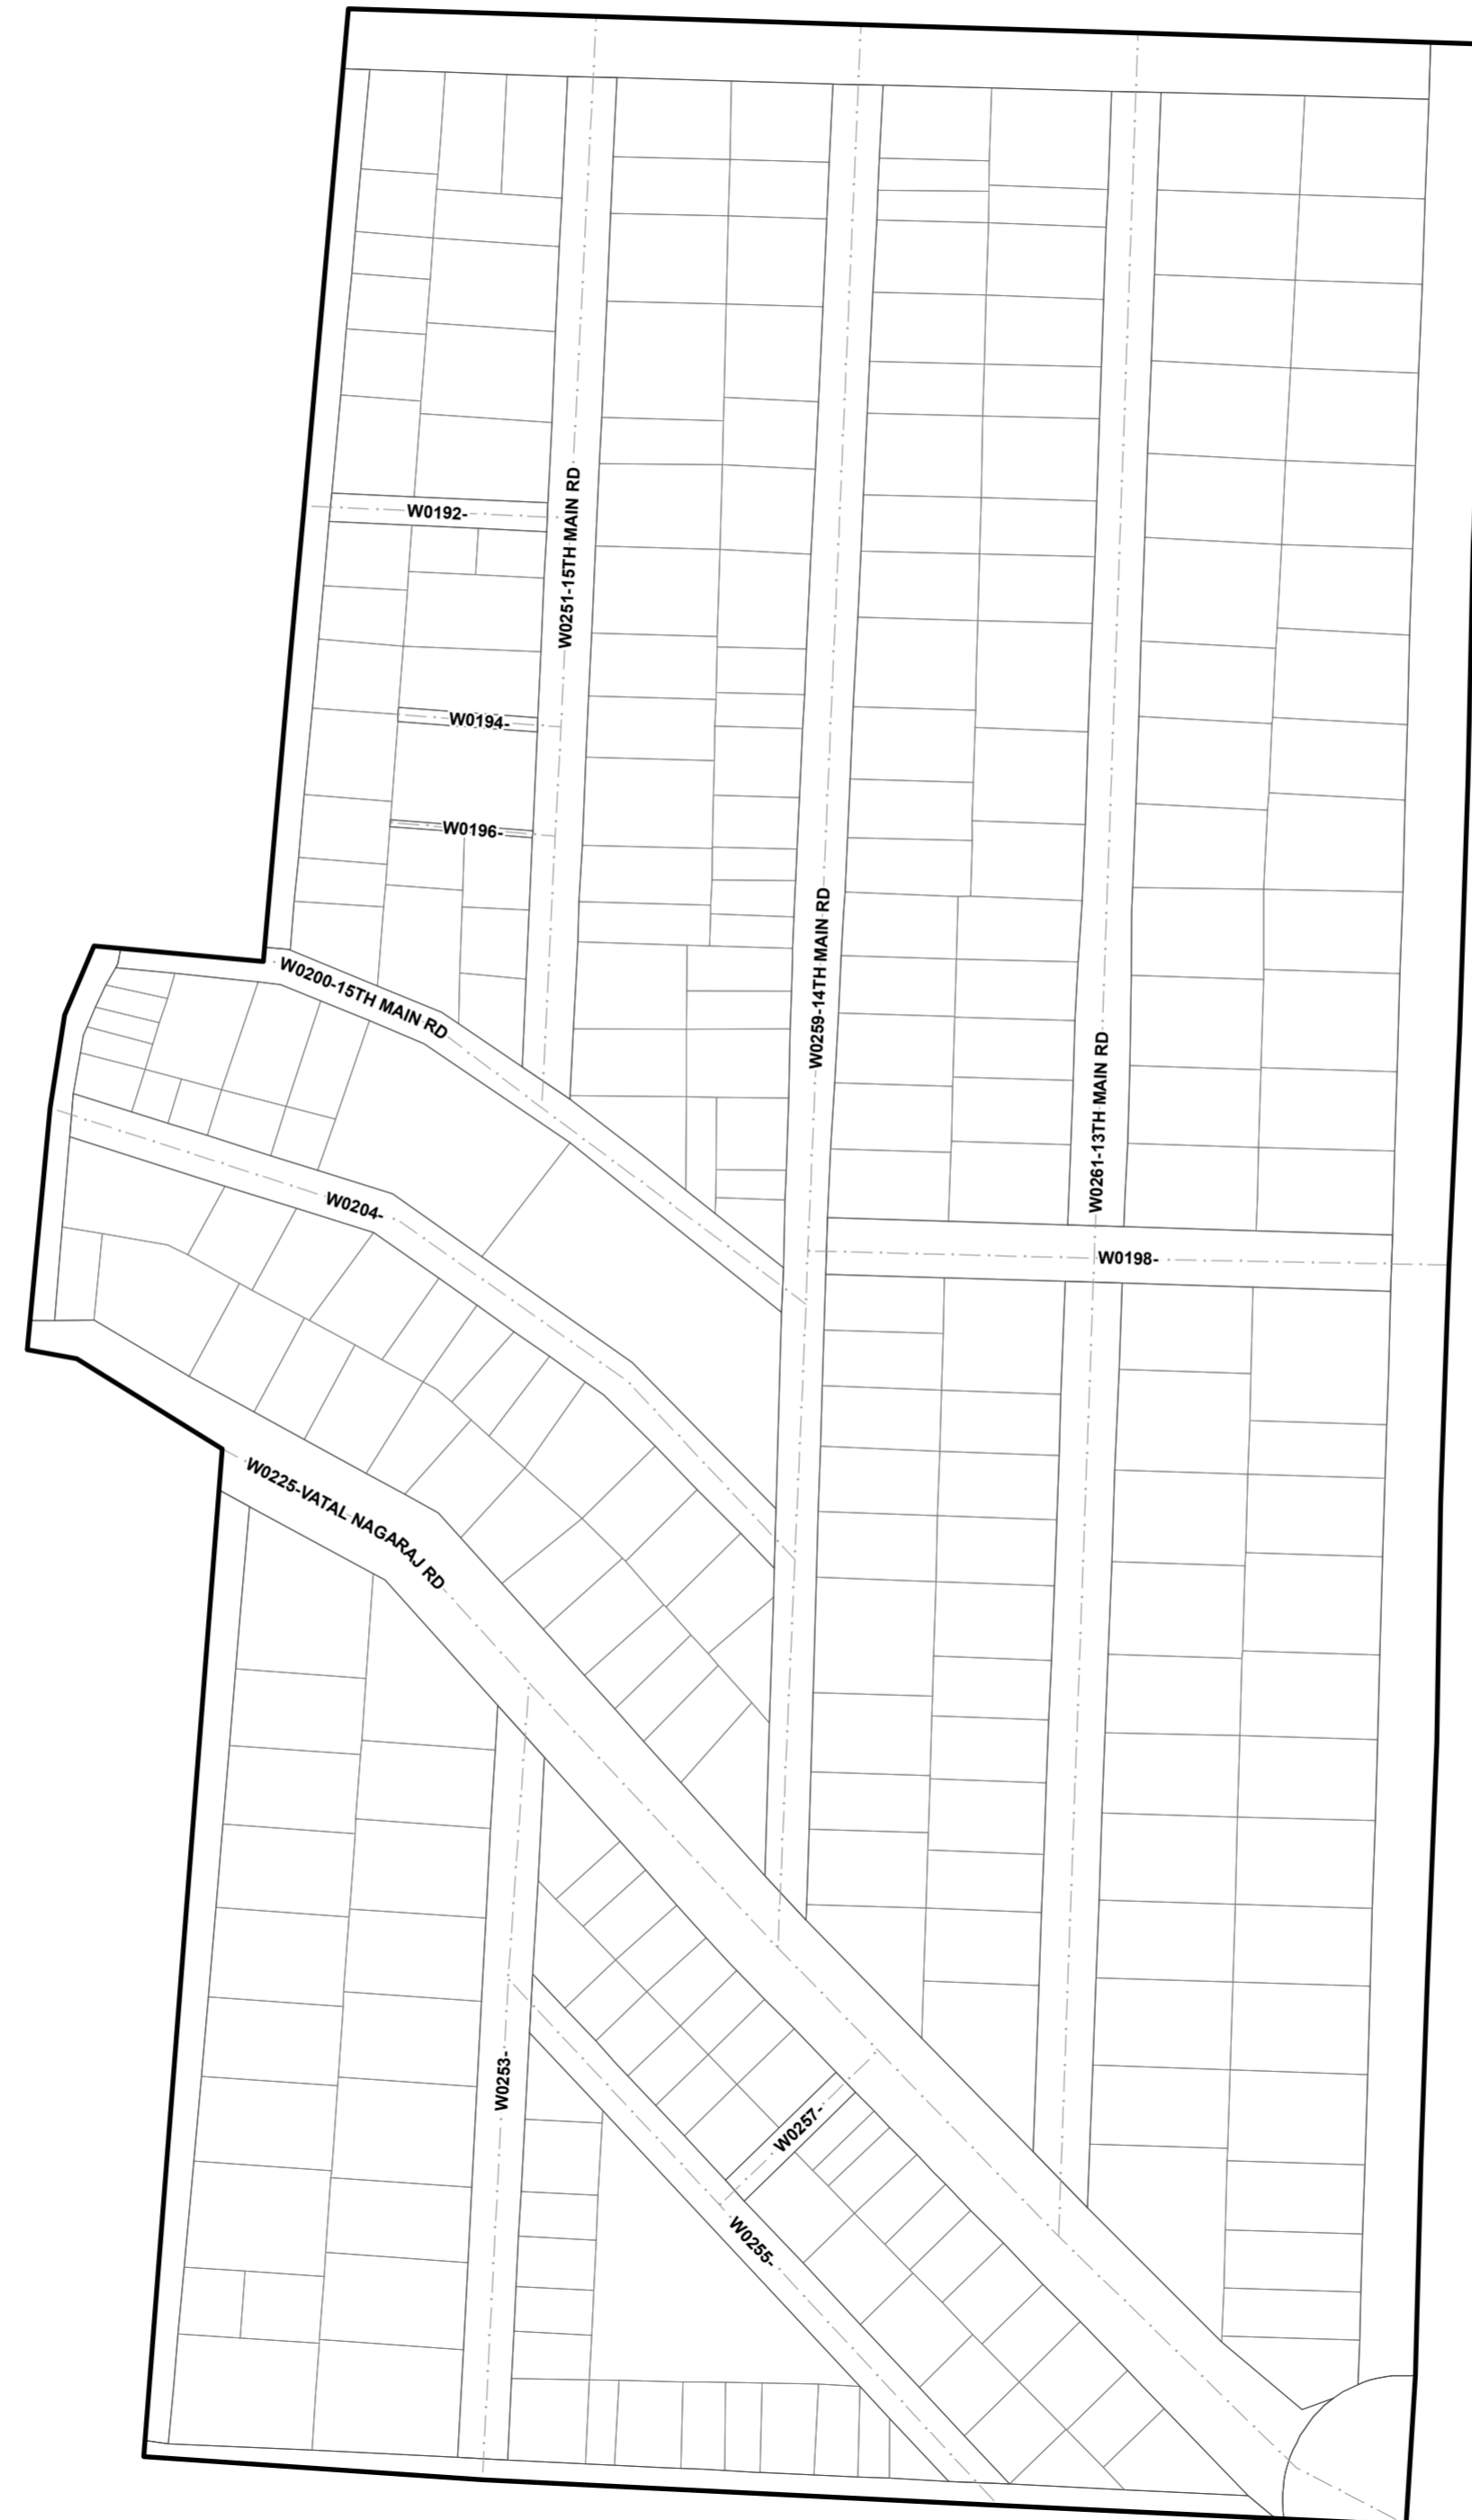 W0192-
W0251-15TH MAIN RD
W0194-
W0196-
W0259-14TH MAIN RD
W0200-15TH MAIN RD
W0261-13TH MAIN RD
W0204-
W0198-
W0225-VATAL NAGARAJ RD
W0253-
W0257-
W0255-